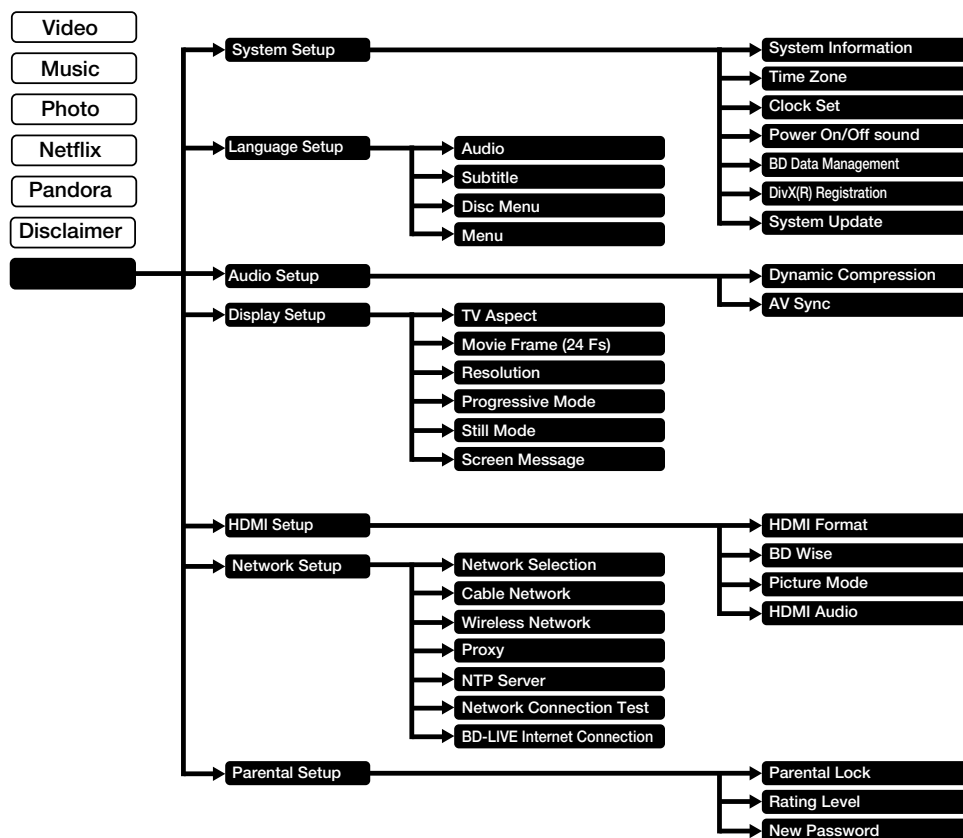 Video
Music
Photo
Netflix
Pandora
Disclaimer
System Setup
System Information
Time Zone
Clock Set
Power On/Off sound
BD Data Management
DivX(R) Registration
System Update
Language Setup
Audio
Subtitle
Disc Menu
Menu
Audio Setup
Dynamic Compression
AV Sync
Display Setup
TV Aspect
Movie Frame (24 Fs)
Resolution
Progressive Mode
Still Mode
Screen Message
HDMI Setup
HDMI Format
BD Wise
Picture Mode
HDMI Audio
Network Setup
Network Selection
Cable Network
Wireless Network
Proxy
NTP Server
Network Connection Test
BD-LIVE Internet Connection
Parental Setup
Parental Lock
Rating Level
New Password